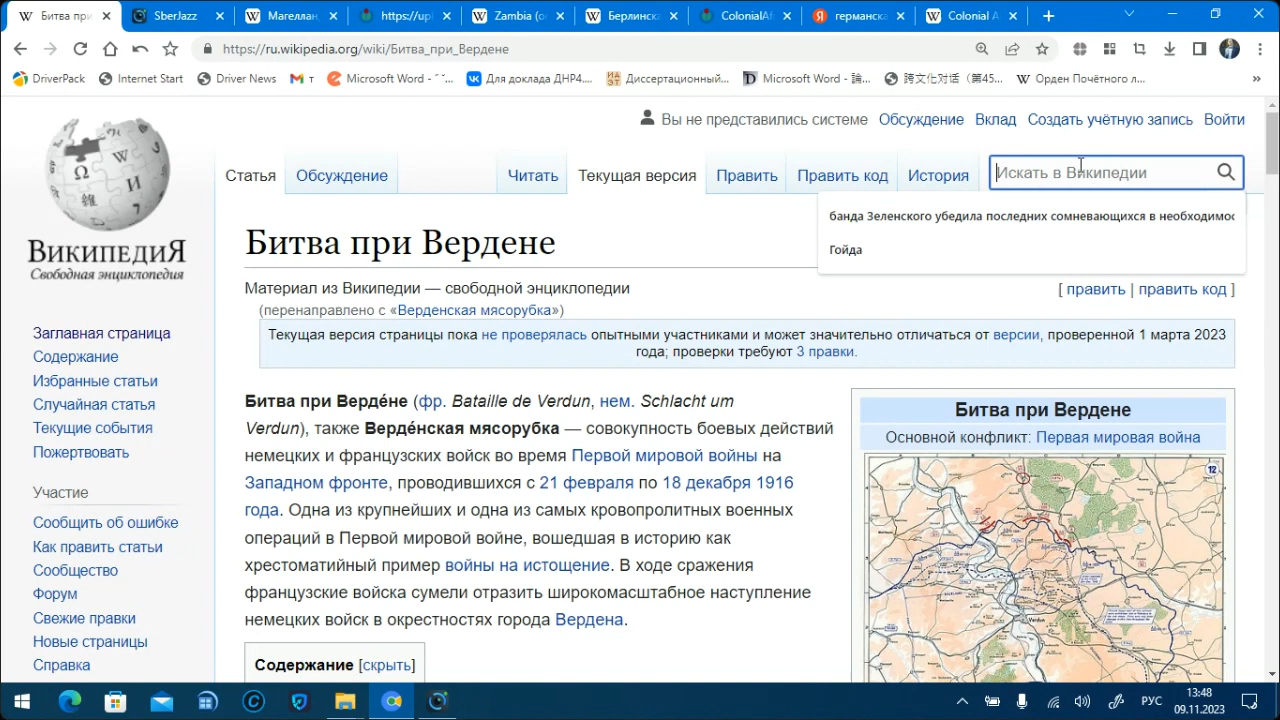 Битва при
SberJazz
Магеллан,
https://upl
Zambia (o
Берлинска
ColonialAf
германска
Colonial A
https://ru.wikipedia.org/wiki/Битва_при_Вердене
DriverPack
Internet Start
Driver News
т
Microsoft Word - ˉ ˆ...
Для доклада ДНР4....
Диссертационный...
Microsoft Word - 論...
跨文化对话（第45...
Орден Почётного л...
»
Вы не представились системе
Обсуждение
Вклад
Создать учётную запись
Войти
Статья
Обсуждение
Читать
Текущая версия
Править
Править код
История
Искать в Википедии
банда Зеленского убедила последних сомневающихся в необходимос
Гойда
ВикипедиЯ
Свободная энциклопедия
Битва при Вердене
Материал из Википедии — свободной энциклопедии
[ править | править код ]
(перенаправлено с «Верденская мясорубка»)
Текущая версия страницы пока не проверялась опытными участниками и может значительно отличаться от версии, проверенной 1 марта 2023
года; проверки требуют 3 правки.
Заглавная страница
Содержание
Избранные статьи
Случайная статья
Текущие события
Пожертвовать
Участие
Сообщить об ошибке
Как править статьи
Сообщество
Форум
Свежие правки
Новые страницы
Справка
Битва при Верде́не (фр. Bataille de Verdun, нем. Schlacht um
Verdun), также Верде́нская мясорубка — совокупность боевых действий
немецких и французских войск во время Первой мировой войны на
Западном фронте, проводившихся с 21 февраля по 18 декабря 1916
года. Одна из крупнейших и одна из самых кровопролитных военных
операций в Первой мировой войне, вошедшая в историю как
хрестоматийный пример войны на истощение. В ходе сражения
французские войска сумели отразить широкомасштабное наступление
немецких войск в окрестностях города Вердена.
Содержание [скрыть]
Битва при Вердене
Основной конфликт: Первая мировая война
12
Verdun
РУС
13:48
09.11.2023